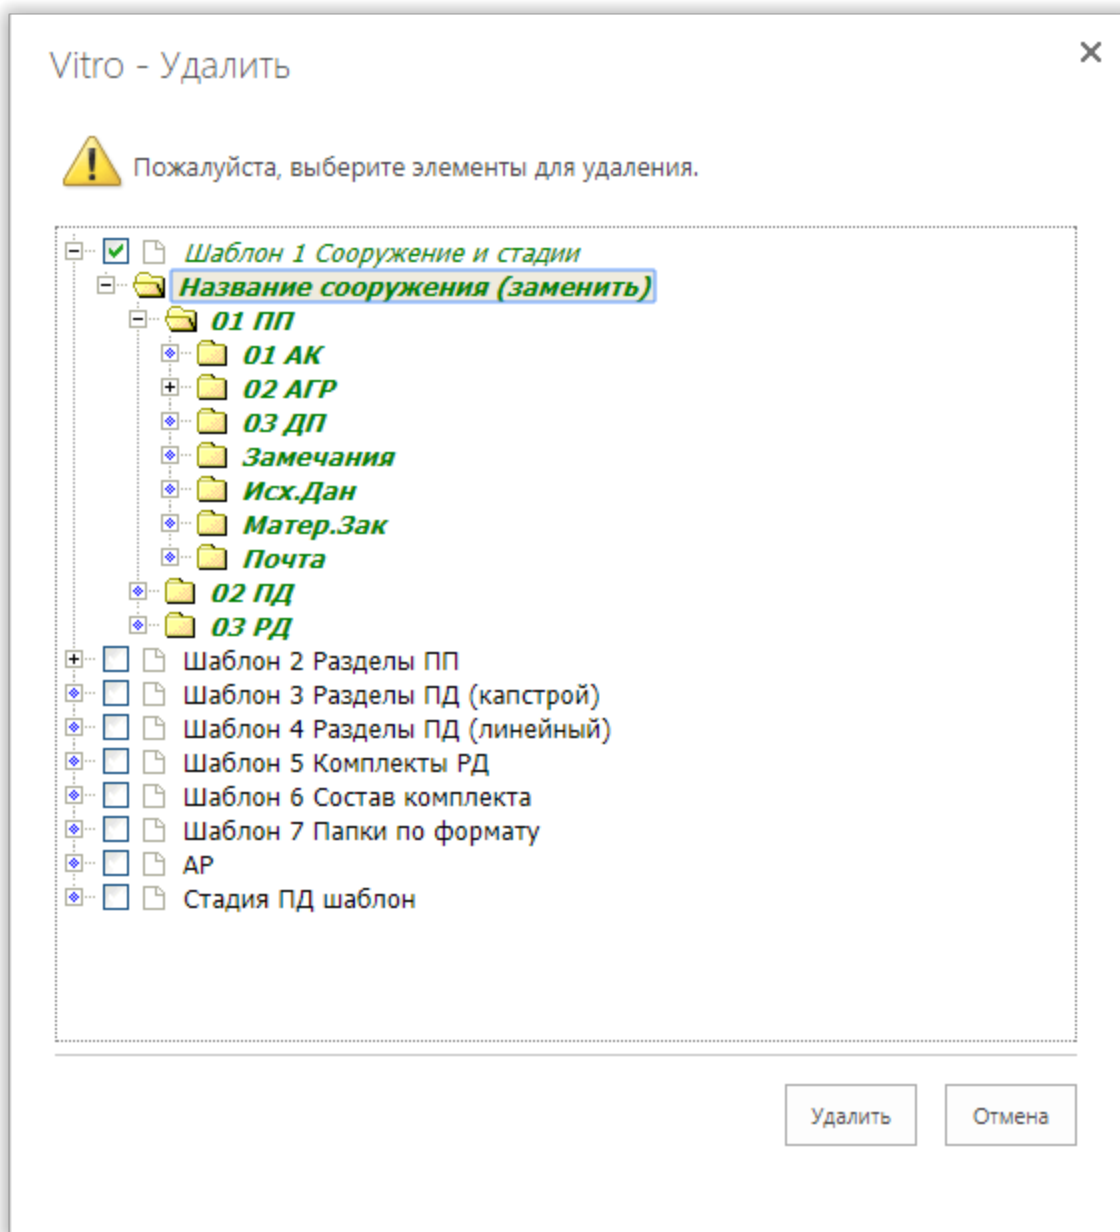 Vitro - Удалить
Пожалуйста, выберите элементы для удаления.
Шаблон 1 Сооружение и стадии
Название сооружения (заменить)
01 ПП
01 АК
02 АГР
03 ДП
Замечания
Исх.Дан
Матер.Зак
Почта
02 ПД
03 РД
Шаблон 2 Разделы ПП
Шаблон 3 Разделы ПД (капстрой)
Шаблон 4 Разделы ПД (линейный)
Шаблон 5 Комплекты РД
Шаблон 6 Состав комплекта
Шаблон 7 Папки по формату
АР
Стадия ПД шаблон
Удалить Отмена